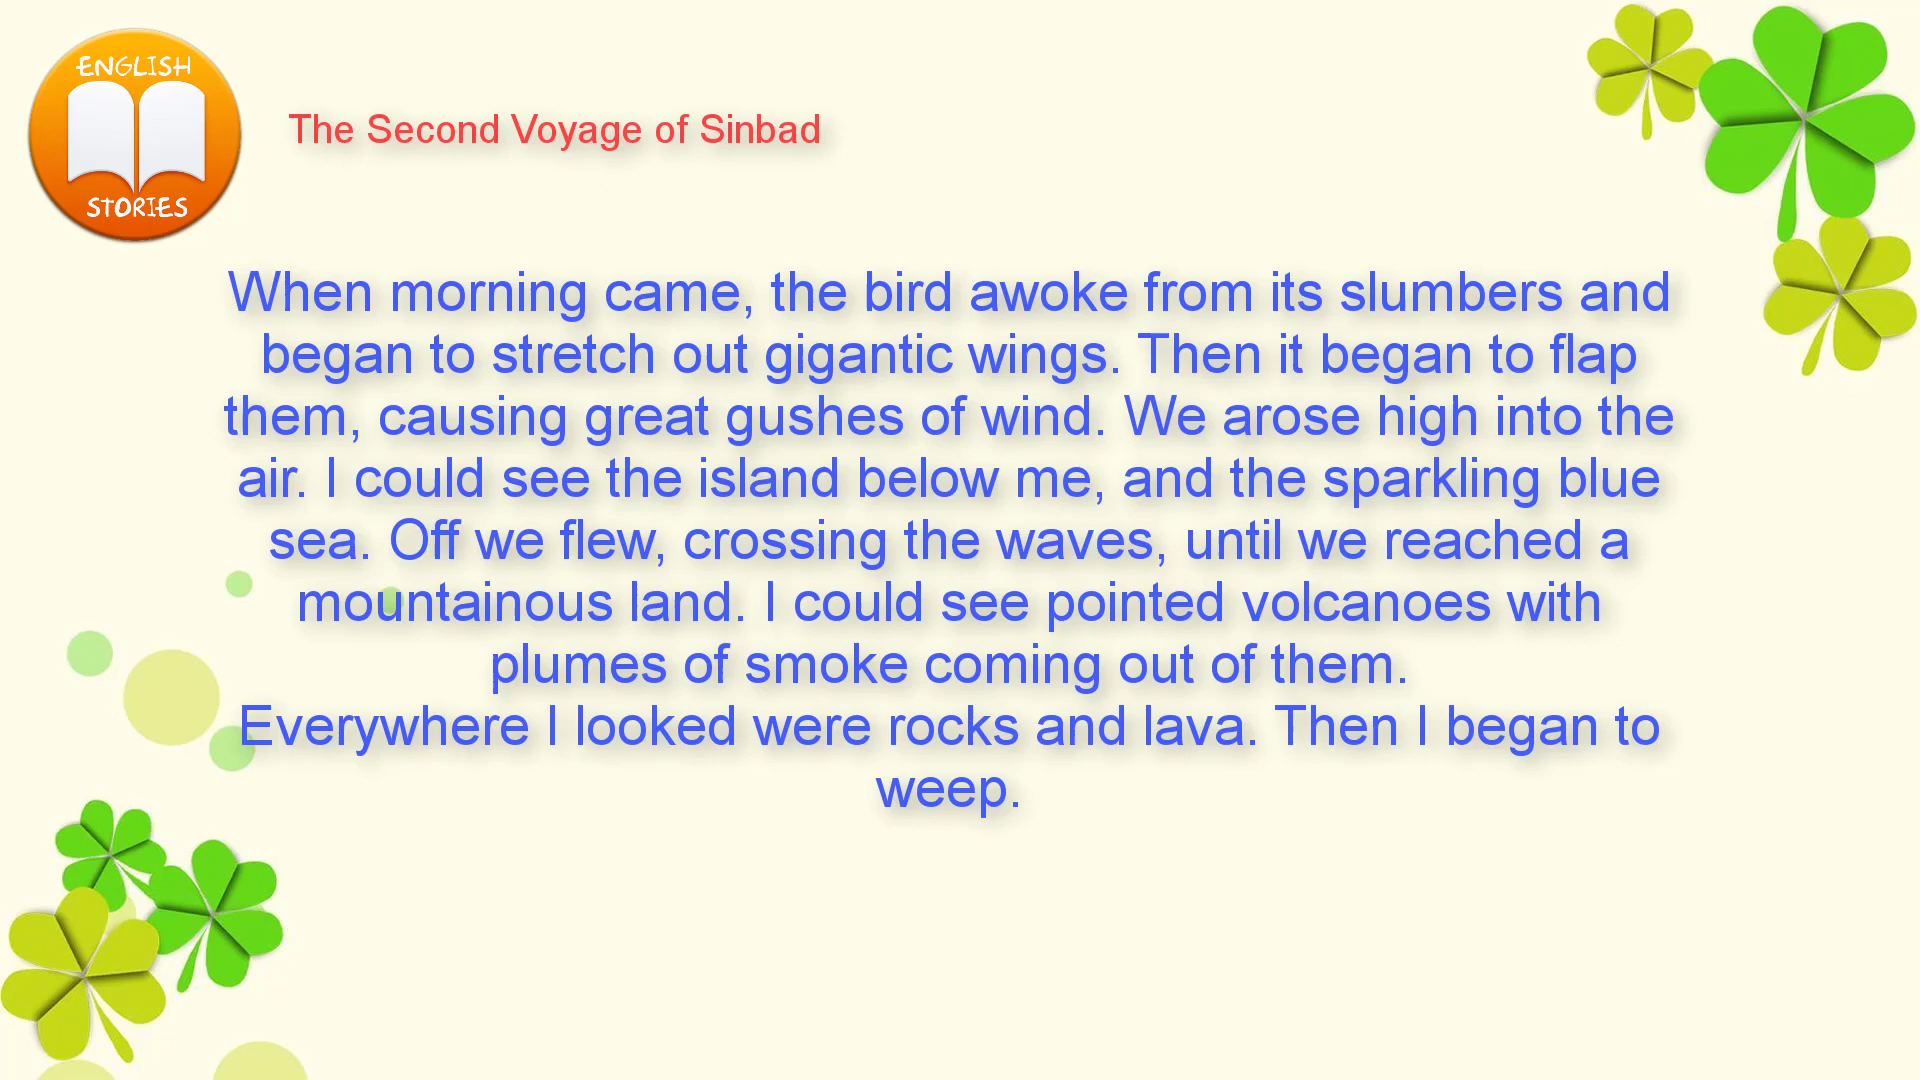 ENGLISH
STORIES
The Second Voyage of Sinbad
When morning came, the bird awoke from its slumbers and
began to stretch out gigantic wings. Then it began to flap
them, causing great gushes of wind. We arose high into the
air. I could see the island below me, and the sparkling blue
sea. Off we flew, crossing the waves, until we reached a
mountainous land. I could see pointed volcanoes with
plumes of smoke coming out of them.
Everywhere I looked were rocks and lava. Then I began to
weep.